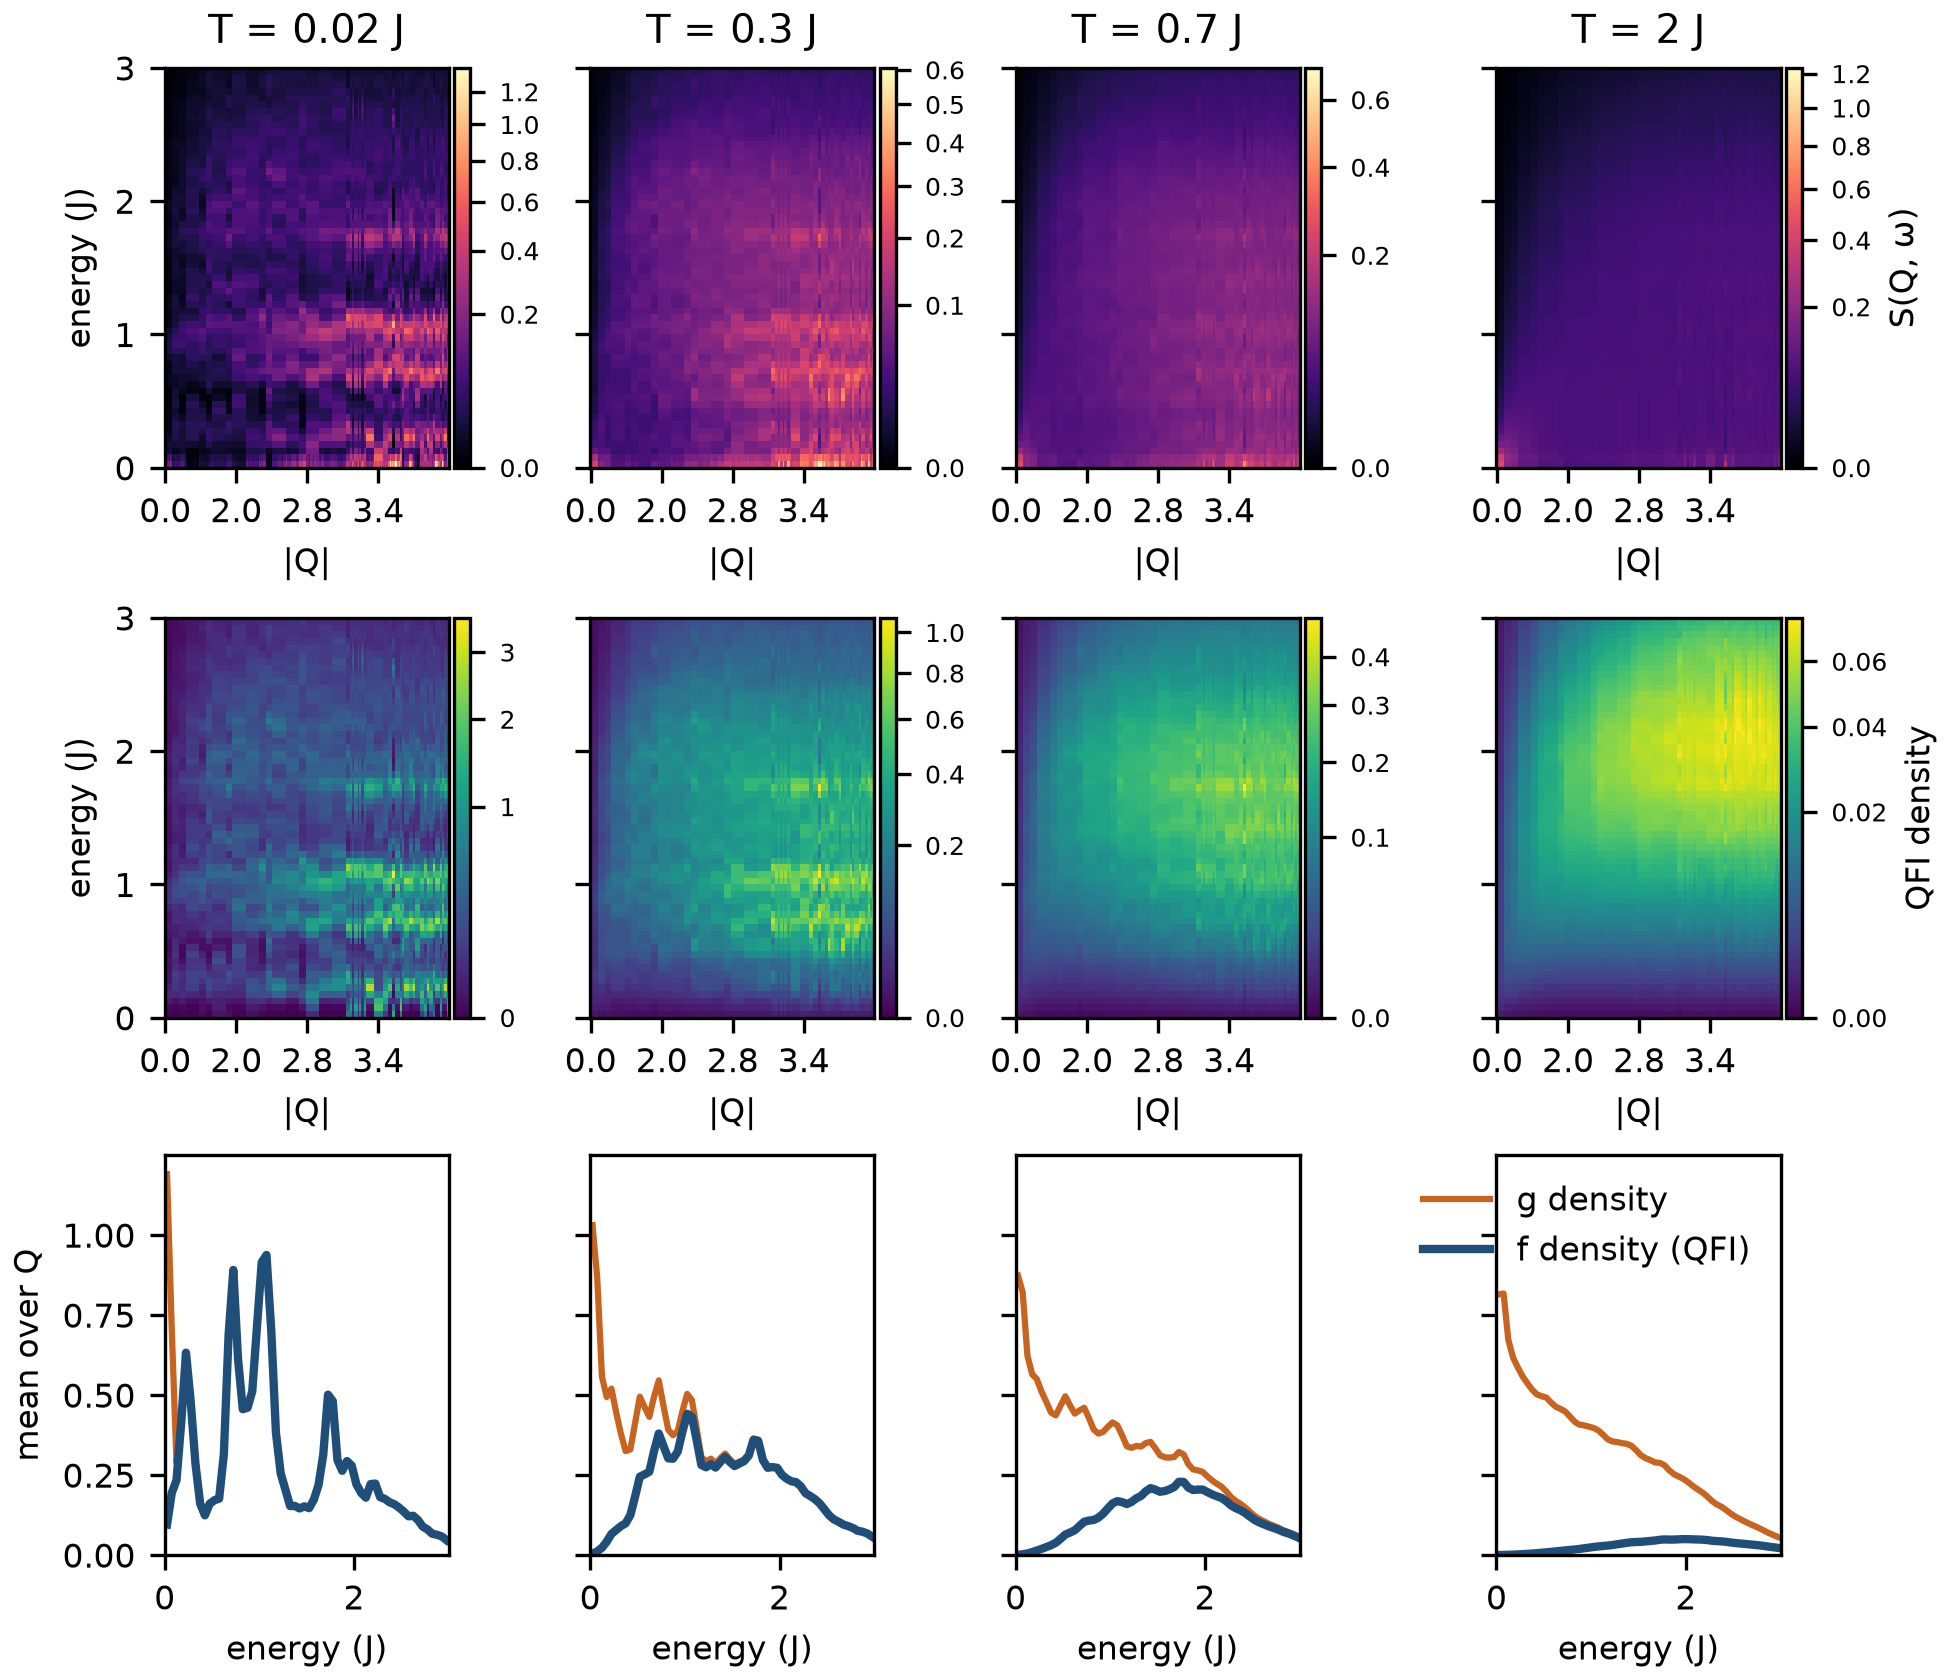 T = 0.02 J
T = 0.3 J
T = 0.7 J
T = 2 J
energy (J)
3
2
1
0
0.0 2.0 2.8 3.4
|Q|
1.2
1.0
0.8
0.6
0.4
0.2
0.0
0.0 2.0 2.8 3.4
|Q|
0.6
0.5
0.4
0.3
0.2
0.1
0.0
0.0 2.0 2.8 3.4
|Q|
0.6
0.4
0.2
0.0
0.0 2.0 2.8 3.4
|Q|
1.2
1.0
0.8
0.6
0.4
0.2
0.0
S(Q, ω)
energy (J)
3
2
1
0
0.0 2.0 2.8 3.4
|Q|
3
2
1
0
0.0 2.0 2.8 3.4
|Q|
1.0
0.8
0.6
0.4
0.2
0.0
0.0 2.0 2.8 3.4
|Q|
0.4
0.3
0.2
0.1
0.0
0.0 2.0 2.8 3.4
|Q|
0.06
0.04
0.02
0.00
QFI density
mean over Q
1.00
0.75
0.50
0.25
0.00
0 2
energy (J)
0 2
energy (J)
0 2
energy (J)
g density
f density (QFI)
0 2
energy (J)